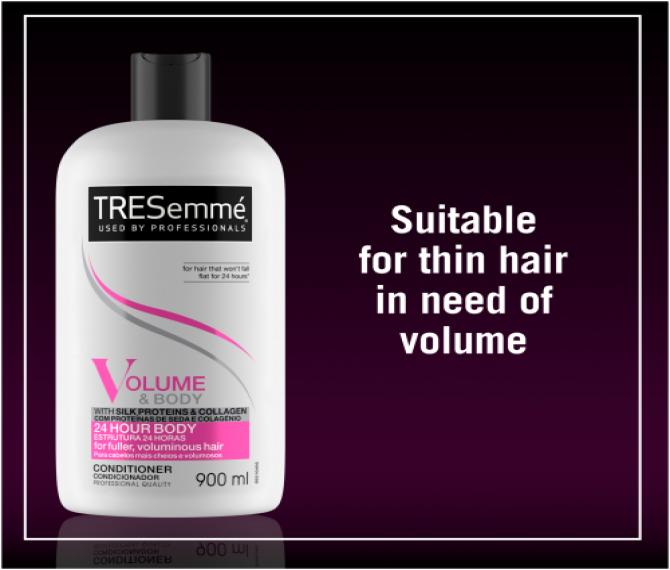 TRESemmé
USED BY PROFESSIONALS
for hair that won't fall
flat for 24 hours*
VOLUME
& BODY
WITH SILK PROTEINS & COLLAGEN
COM PROTEINAS DE SEDA E COLAGÉNIO
24 HOUR BODY
ESTRUTURA 24 HORAS
for fuller, voluminous hair
Para cabelos mais cheios e volumosos
CONDITIONER
CONDICIONADOR
PROFESSIONAL QUALITY
900 ml
Suitable
for thin hair
in need of
volume